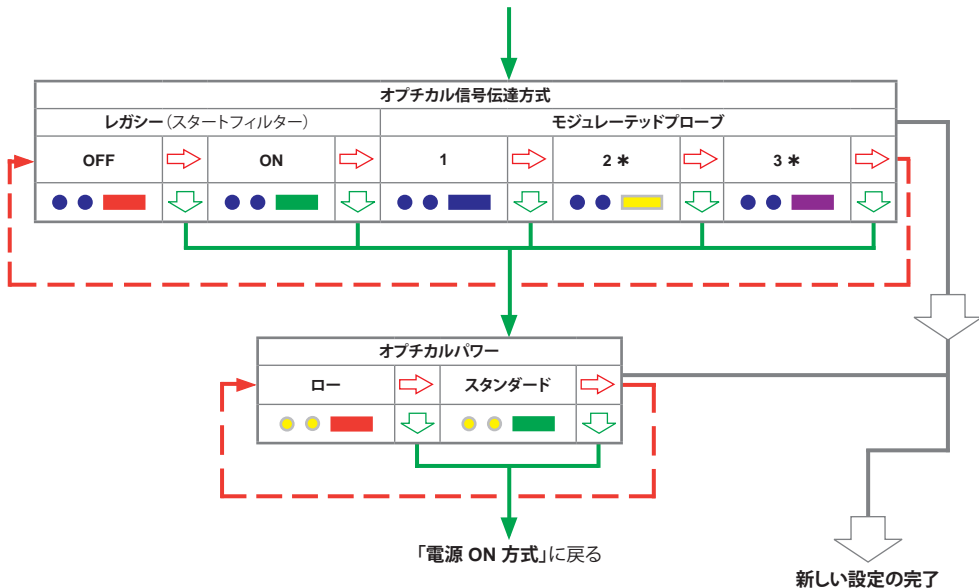 オプチカル信号伝達方式
レガシー（スタートフィルター） モジュレーテッドプローブ
OFF ON 1 2 ＊ 3 ＊
オプチカルパワー
ロー スタンダード
「電源 ON 方式」に戻る
新しい設定の完了